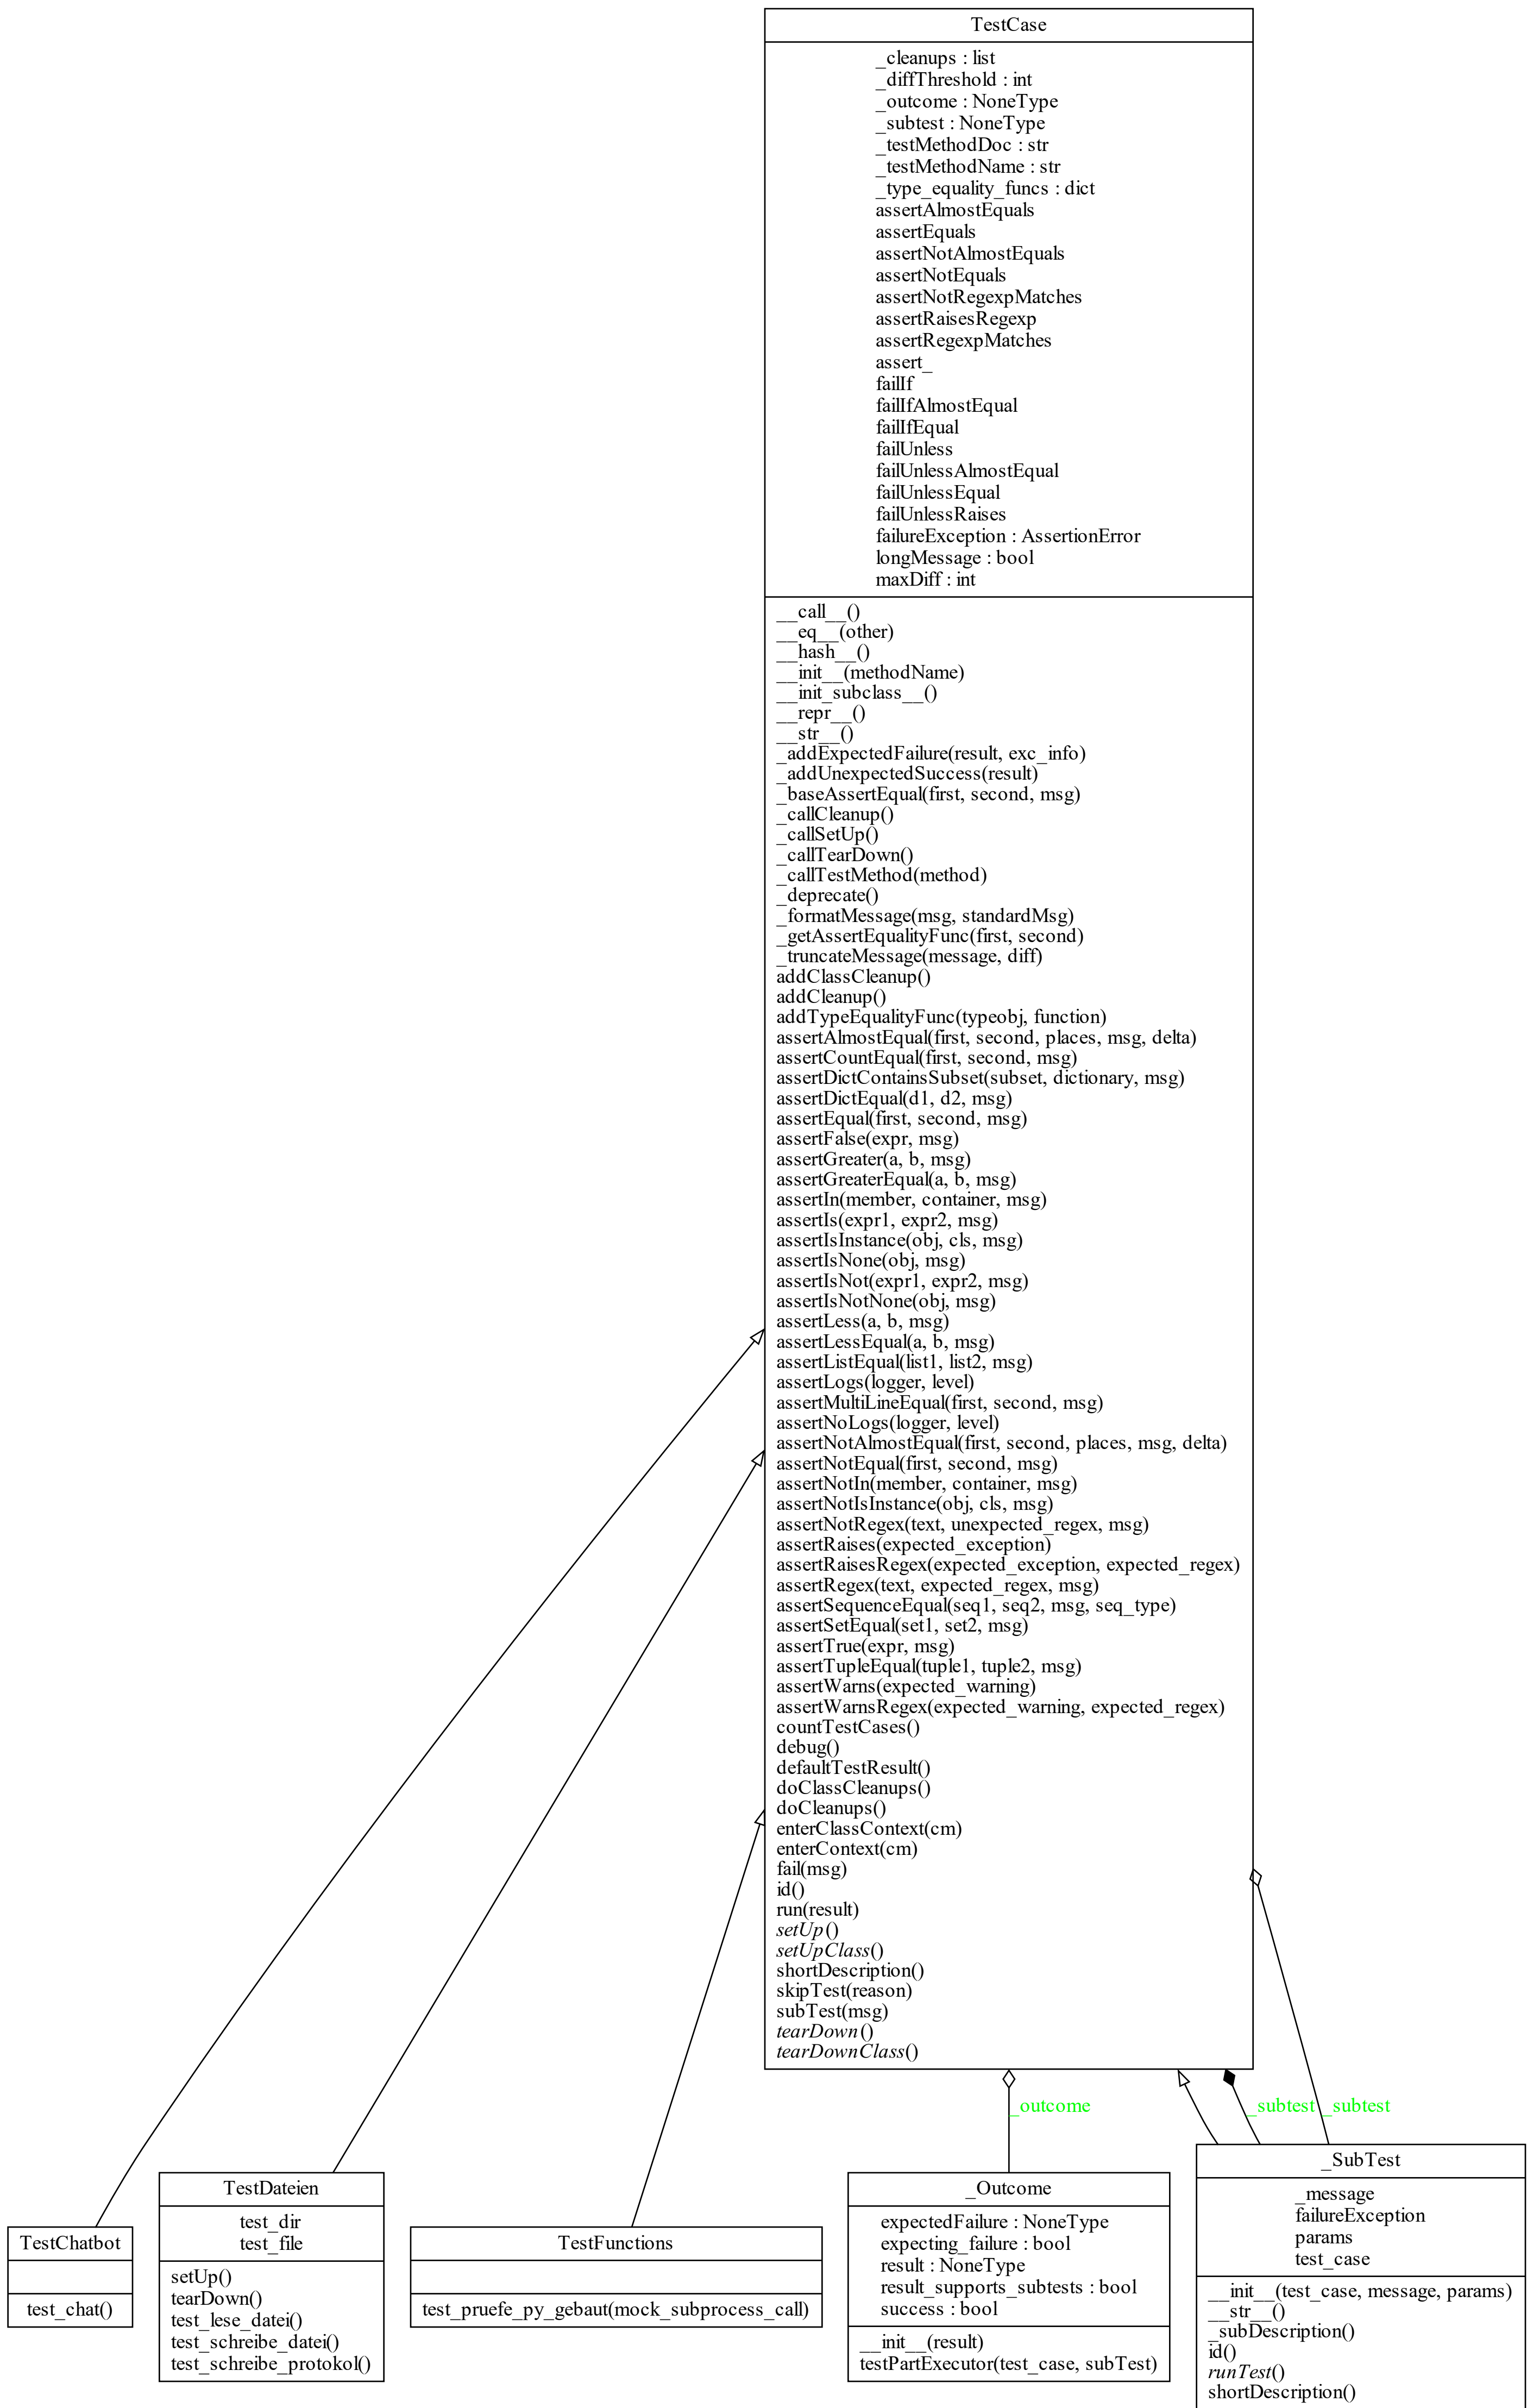 TestCase
_cleanups : list
_diffThreshold : int
_outcome : NoneType
_subtest : NoneType
_testMethodDoc : str
_testMethodName : str
_type_equality_funcs : dict
assertAlmostEquals
assertEquals
assertNotAlmostEquals
assertNotEquals
assertNotRegexpMatches
assertRaisesRegexp
assertRegexpMatches
assert_
failIf
failIfAlmostEqual
failIfEqual
failUnless
failUnlessAlmostEqual
failUnlessEqual
failUnlessRaises
failureException : AssertionError
longMessage : bool
maxDiff : int
__call__()
__eq__(other)
__hash__()
__init__(methodName)
__init_subclass__()
__repr__()
__str__()
_addExpectedFailure(result, exc_info)
_addUnexpectedSuccess(result)
_baseAssertEqual(first, second, msg)
_callCleanup()
_callSetUp()
_callTearDown()
_callTestMethod(method)
_deprecate()
_formatMessage(msg, standardMsg)
_getAssertEqualityFunc(first, second)
_truncateMessage(message, diff)
addClassCleanup()
addCleanup()
addTypeEqualityFunc(typeobj, function)
assertAlmostEqual(first, second, places, msg, delta)
assertCountEqual(first, second, msg)
assertDictContainsSubset(subset, dictionary, msg)
assertDictEqual(d1, d2, msg)
assertEqual(first, second, msg)
assertFalse(expr, msg)
assertGreater(a, b, msg)
assertGreaterEqual(a, b, msg)
assertIn(member, container, msg)
assertIs(expr1, expr2, msg)
assertIsInstance(obj, cls, msg)
assertIsNone(obj, msg)
assertIsNot(expr1, expr2, msg)
assertIsNotNone(obj, msg)
assertLess(a, b, msg)
assertLessEqual(a, b, msg)
assertListEqual(list1, list2, msg)
assertLogs(logger, level)
assertMultiLineEqual(first, second, msg)
assertNoLogs(logger, level)
assertNotAlmostEqual(first, second, places, msg, delta)
assertNotEqual(first, second, msg)
assertNotIn(member, container, msg)
assertNotIsInstance(obj, cls, msg)
assertNotRegex(text, unexpected_regex, msg)
assertRaises(expected_exception)
assertRaisesRegex(expected_exception, expected_regex)
assertRegex(text, expected_regex, msg)
assertSequenceEqual(seq1, seq2, msg, seq_type)
assertSetEqual(set1, set2, msg)
assertTrue(expr, msg)
assertTupleEqual(tuple1, tuple2, msg)
assertWarns(expected_warning)
assertWarnsRegex(expected_warning, expected_regex)
countTestCases()
debug()
defaultTestResult()
doClassCleanups()
doCleanups()
enterClassContext(cm)
enterContext(cm)
fail(msg)
id()
run(result)
setUp()
setUpClass()
shortDescription()
skipTest(reason)
subTest(msg)
tearDown()
tearDownClass()
_outcome
_subtest
_subtest
TestChatbot
test_chat()
TestDateien
test_dir
test_file
setUp()
tearDown()
test_lese_datei()
test_schreibe_datei()
test_schreibe_protokol()
TestFunctions
test_pruefe_py_gebaut(mock_subprocess_call)
_Outcome
expectedFailure : NoneType
expecting_failure : bool
result : NoneType
result_supports_subtests : bool
success : bool
__init__(result)
testPartExecutor(test_case, subTest)
_SubTest
_message
failureException
params
test_case
__init__(test_case, message, params)
__str__()
_subDescription()
id()
runTest()
shortDescription()